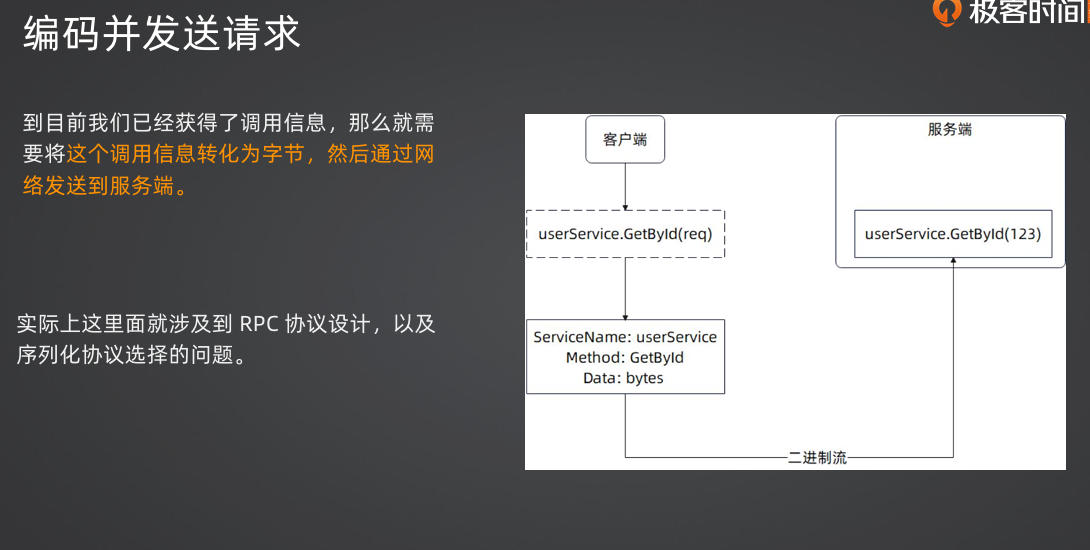 编码并发送请求
极客时间
到目前我们已经获得了调用信息，那么就需
要将这个调用信息转化为字节，然后通过网
络发送到服务端。
实际上这里面就涉及到 RPC 协议设计，以及
序列化协议选择的问题。
客户端
服务端
userService.GetById(req)
userService.GetById(123)
ServiceName: userService
Method: GetById
Data: bytes
二进制流